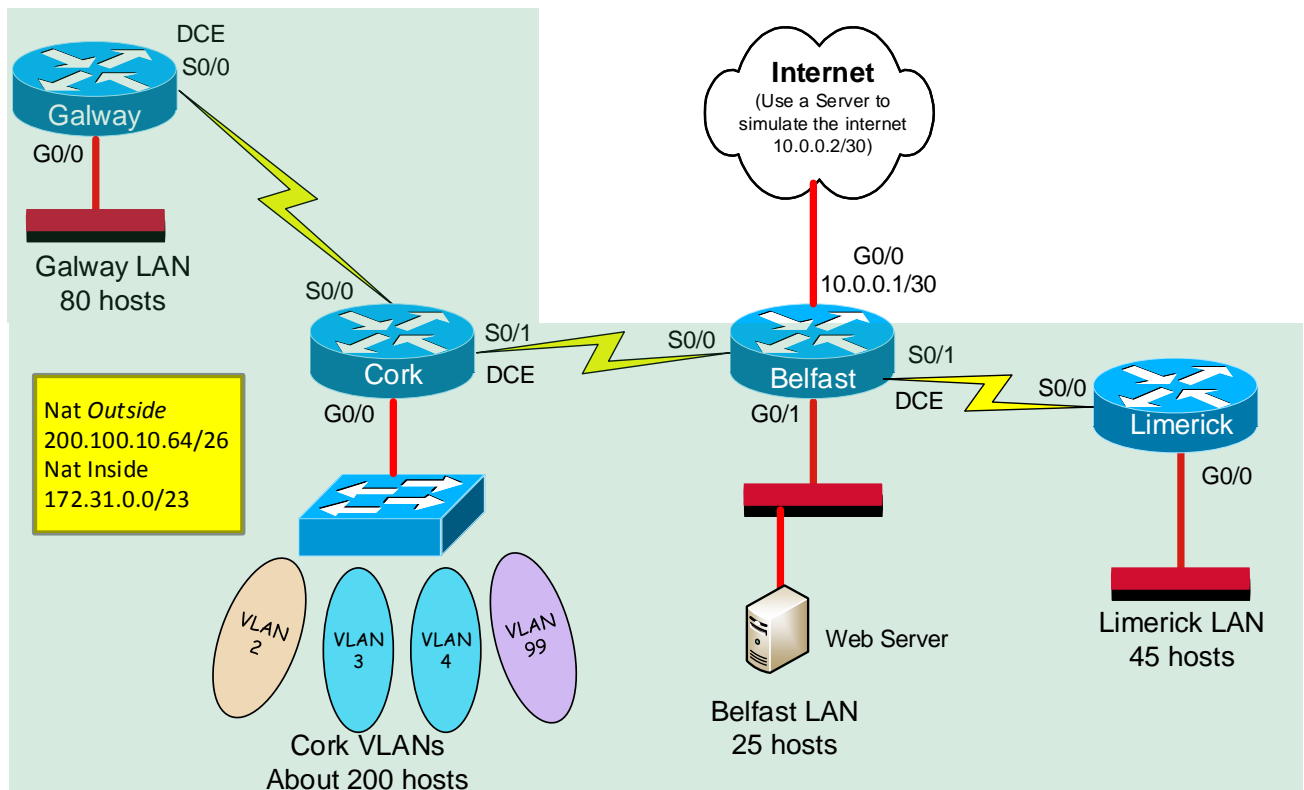 DCE
S0/0
Galway
G0/0
Galway LAN
80 hosts
Internet
(Use a Server to
simulate the internet
10.0.0.2/30)
G0/0
10.0.0.1/30
S0/0
Cork
S0/1
DCE
G0/0
S0/0
Belfast
S0/1
DCE
G0/1
S0/0
Limerick
G0/0
Nat Outside
200.100.10.64/26
Nat Inside
172.31.0.0/23
VLAN
2
VLAN
3
VLAN
4
VLAN
99
Cork VLANs
About 200 hosts
Web Server
Belfast LAN
25 hosts
Limerick LAN
45 hosts